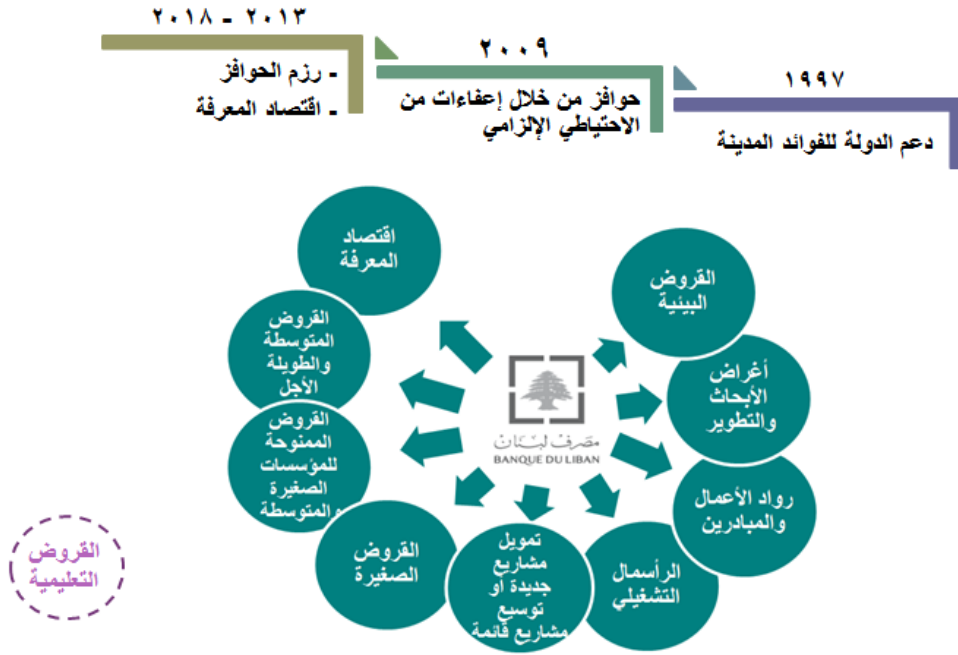 ١٩٩٧
دعم الدولة للفوائد المدينة
٢٠٠٩
حوافز من خلال إعفاءات من
الاحتياطي الإلزامي
٢٠١٣ - ٢٠١٨
- رزم الحوافز
- اقتصاد المعرفة
القروض
البيئية
أغراض
الأبحاث
والتطوير
رواد الأعمال
والمبادرين
الرأسمال
التشغيلي
تمويل
مشاريع
جديدة أو
توسيع
مشاريع قائمة
القروض
الصغيرة
القروض
الممنوحة
للمؤسسات
الصغيرة
والمتوسطة
القروض
المتوسطة
والطويلة
الأجل
اقتصاد
المعرفة
مصرف لبنان
BANQUE DU LIBAN
القروض
التعليمية